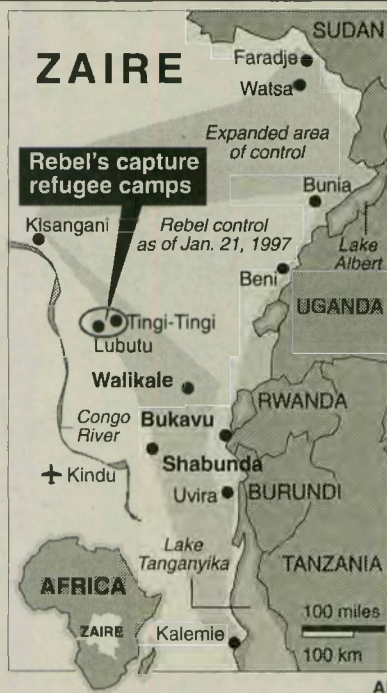 SUDAN
ZAIRE
Faradje
Watsa
Expanded area
of control
Rebel's capture
refugee camps
Bunia
Kisangani
Rebel control
as of Jan. 21, 1997
Lake
Albert
Beni
UGANDA
Tingi-Tingi
Lubutu
Walikale
RWANDA
Congo
River
Bukavu
Shabunda
Kindu
Uvira
BURUNDI
Lake
Tanganyika
TANZANIA
AFRICA
ZAIRE
100 miles
100 km
Kalemie
A